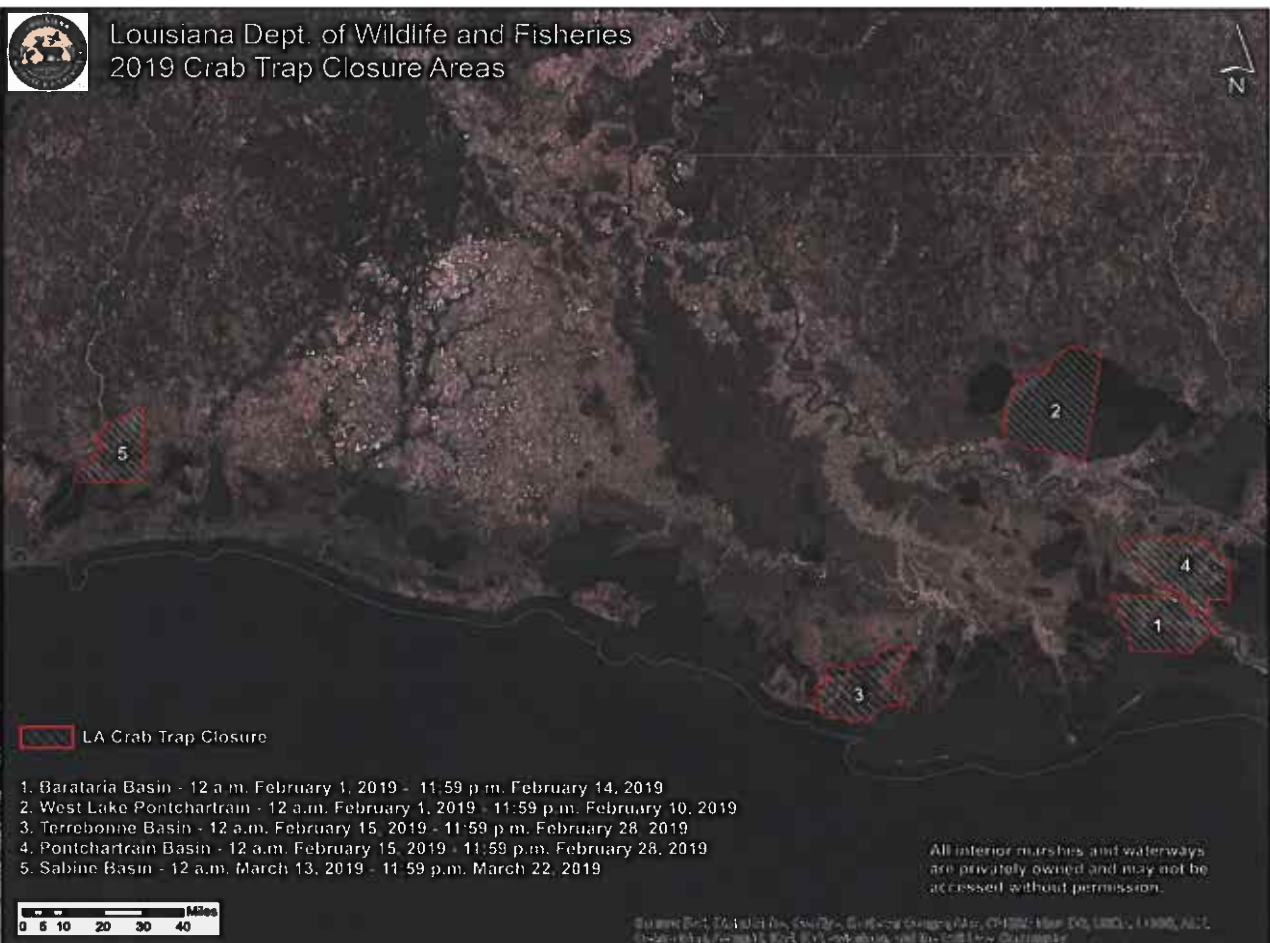 Louisiana Dept. of Wildlife and Fisheries
2019 Crab Trap Closure Areas
N
2
5
4
1
3
LA Crab Trap Closure
1. Barataria Basin - 12 a.m. February 1, 2019 - 11:59 p.m. February 14, 2019
2. West Lake Pontchartrain - 12 a.m. February 1, 2019 - 11:59 p.m. February 10, 2019
3. Terrebonne Basin - 12 a.m. February 15, 2019 - 11:59 p.m. February 28, 2019
4. Pontchartrain Basin - 12 a.m. February 15, 2019 - 11:59 p.m. February 28, 2019
5. Sabine Basin - 12 a.m. March 13, 2019 - 11:59 p.m. March 22, 2019
All interior marshes and waterways
are privately owned and may not be
accessed without permission.
Miles
0 5 10 20 30 40